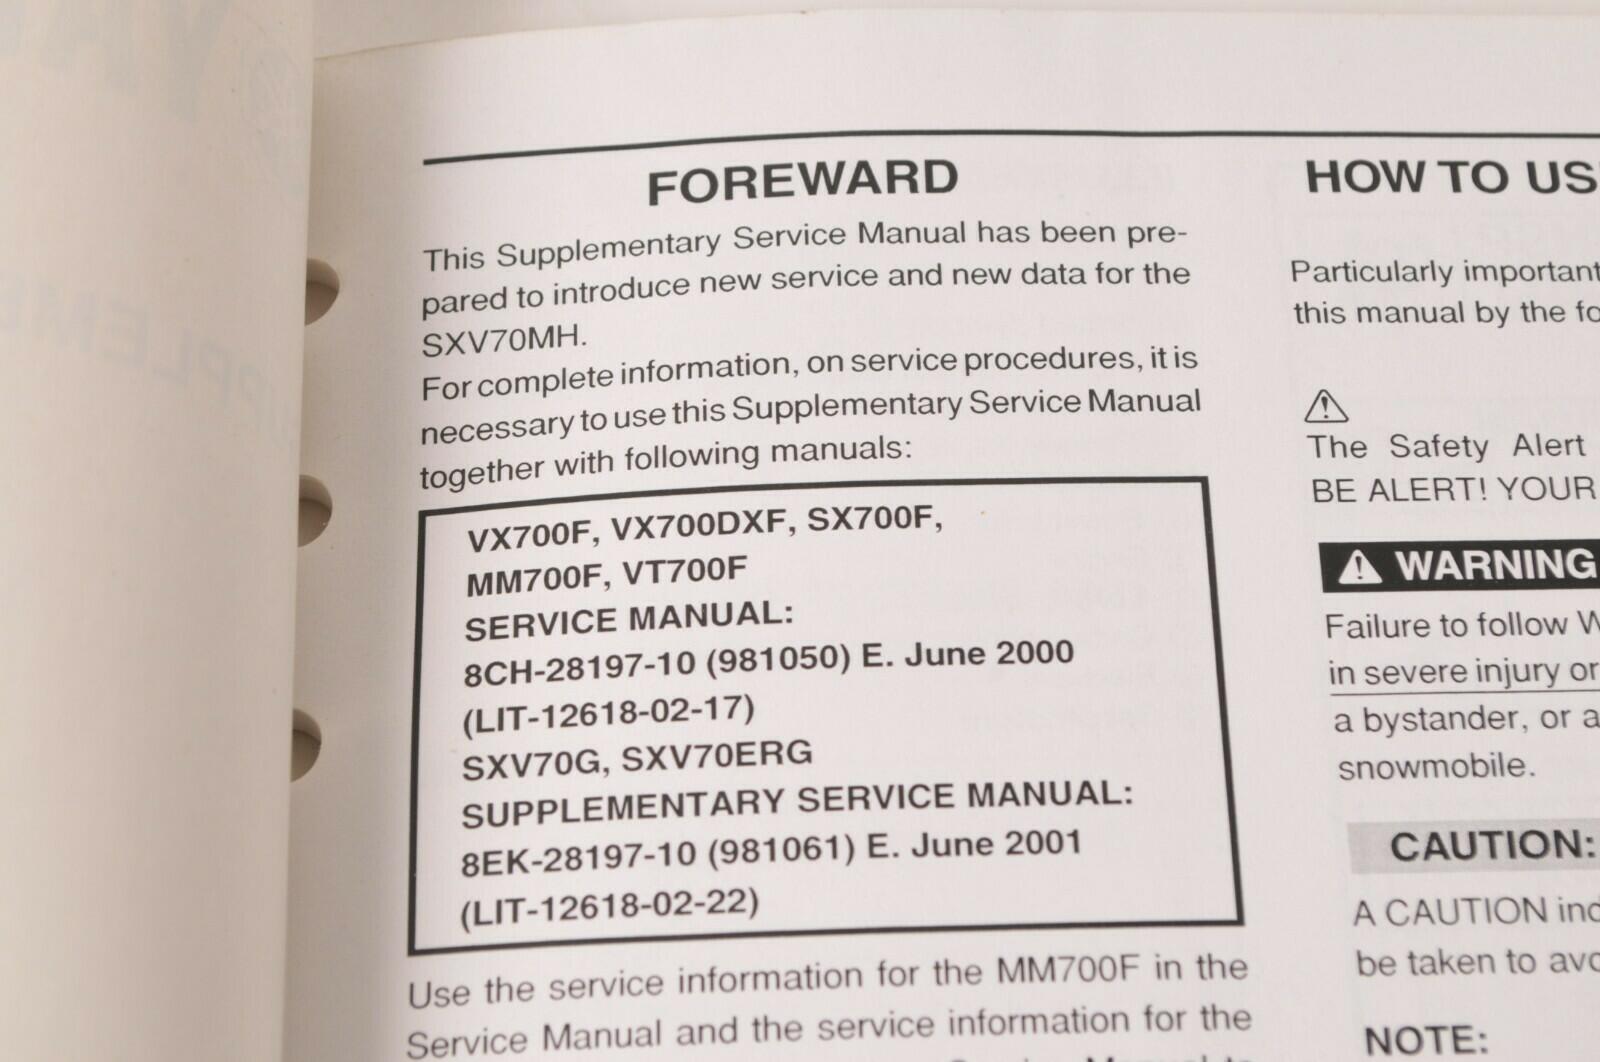 FOREWARD
This Supplementary Service Manual has been pre-
pared to introduce new service and new data for the
SXV70MH.
For complete information, on service procedures, it is
necessary to use this Supplementary Service Manual
together with following manuals:
VX700F, VX700DXF, SX700F,
MM700F, VT700F
SERVICE MANUAL:
8CH-28197-10 (981050) E. June 2000
(LIT-12618-02-17)
SXV70G, SXV70ERG
SUPPLEMENTARY SERVICE MANUAL:
8EK-28197-10 (981061) E. June 2001
(LIT-12618-02-22)
Use the service information for the MM700F in the
Service Manual and the service information for the
HOW TO US
Particularly important
this manual by the fo
The Safety Alert
BE ALERT! YOUR
WARNING
Failure to follow W
in severe injury or
a bystander, or a
snowmobile.
CAUTION:
A CAUTION ind
be taken to avo
NOTE: